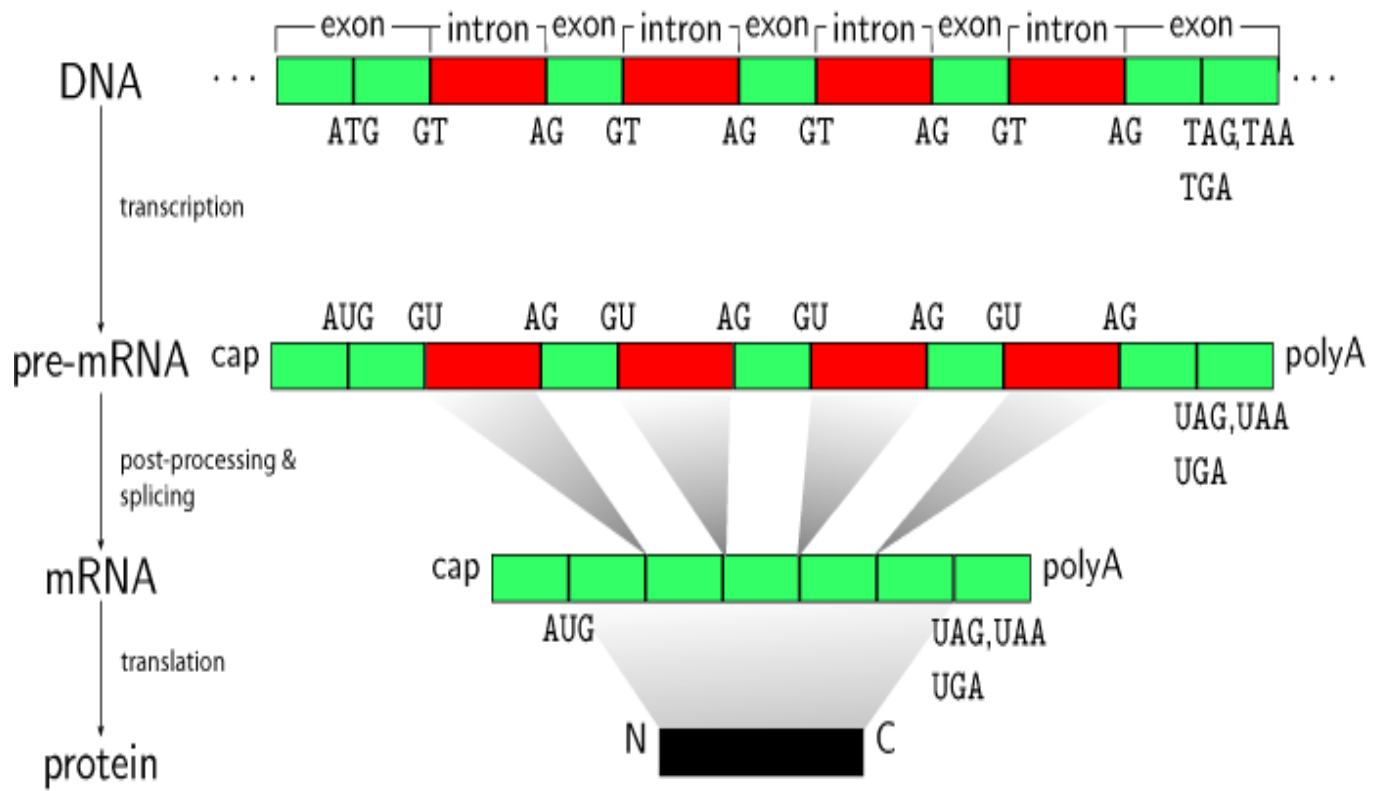 exon intron exon intron exon intron exon intron exon
DNA ... ...
ATG GT AG GT AG GT AG GT AG TAG,TAA
TGA
transcription
AUG GU AG GU AG GU AG GU AG
pre-mRNA cap polyA
UAG,UAA
post-processing &
UGA
splicing
mRNA cap polyA
AUG UAG,UAA
translation
UGA
N C
protein